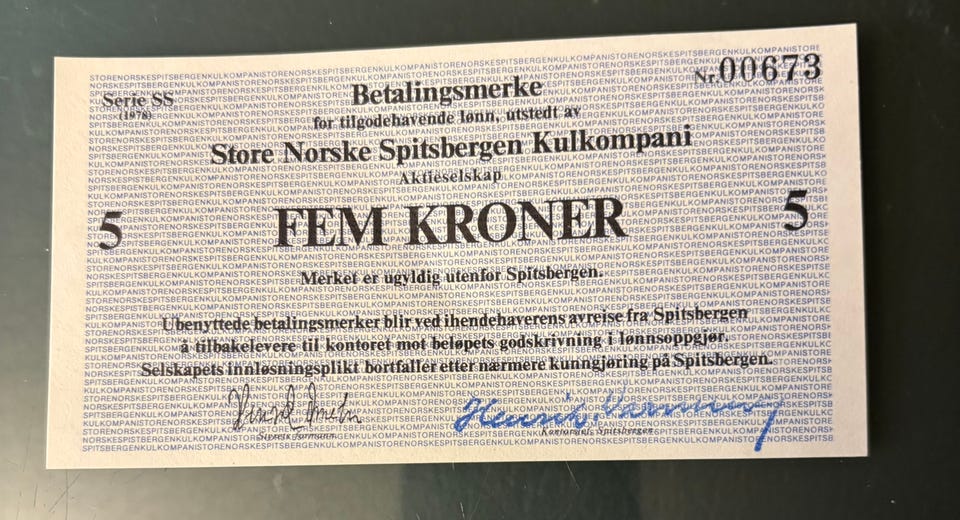 Nr. 00673
Serie SS
(1978)
Betalingsmerke
for tilgodehavende lønn, utstedt av
Store Norske Spitsbergen Kulkompani
Aktieselskap
5 FEM KRONER 5
Merket er ugyldig utenfor Spitsbergen.
Ubenyttede betalingsmerker blir ved ihendehaverens avreise fra Spitsbergen
å tilbakelevere til kontoret mot beløpets godskrivning i lønnsoppgjør.
Selskapets innløsningsplikt bortfaller etter nærmere kunngjøring på Spitsbergen.
Spitsbergen
STORENORSKESPITSBERGENKULKOMPANISTORENORSKESPITSBERGENKULKOMPANISTORENORSKESPITSBERGENKULKOMPANISTORE